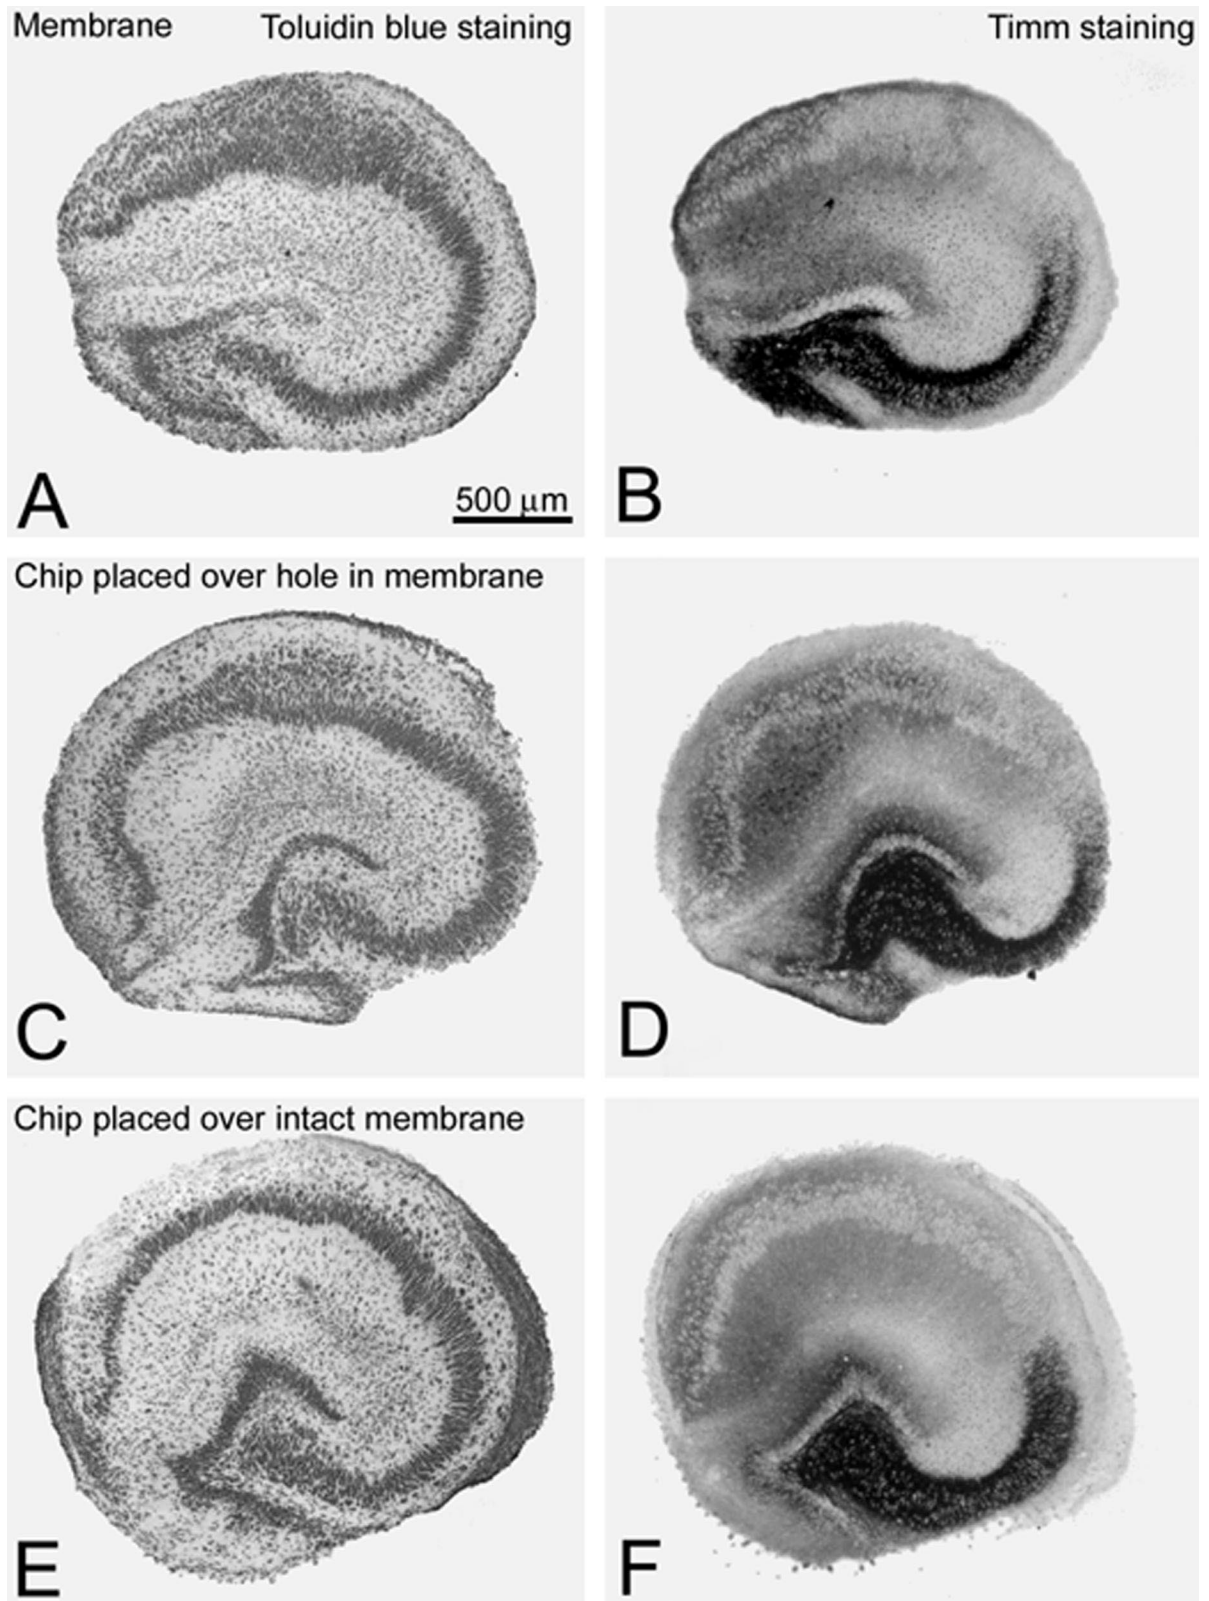 Membrane Toluidin blue staining Timm staining
A 500 μm B
Chip placed over hole in membrane
C D
Chip placed over intact membrane
E F